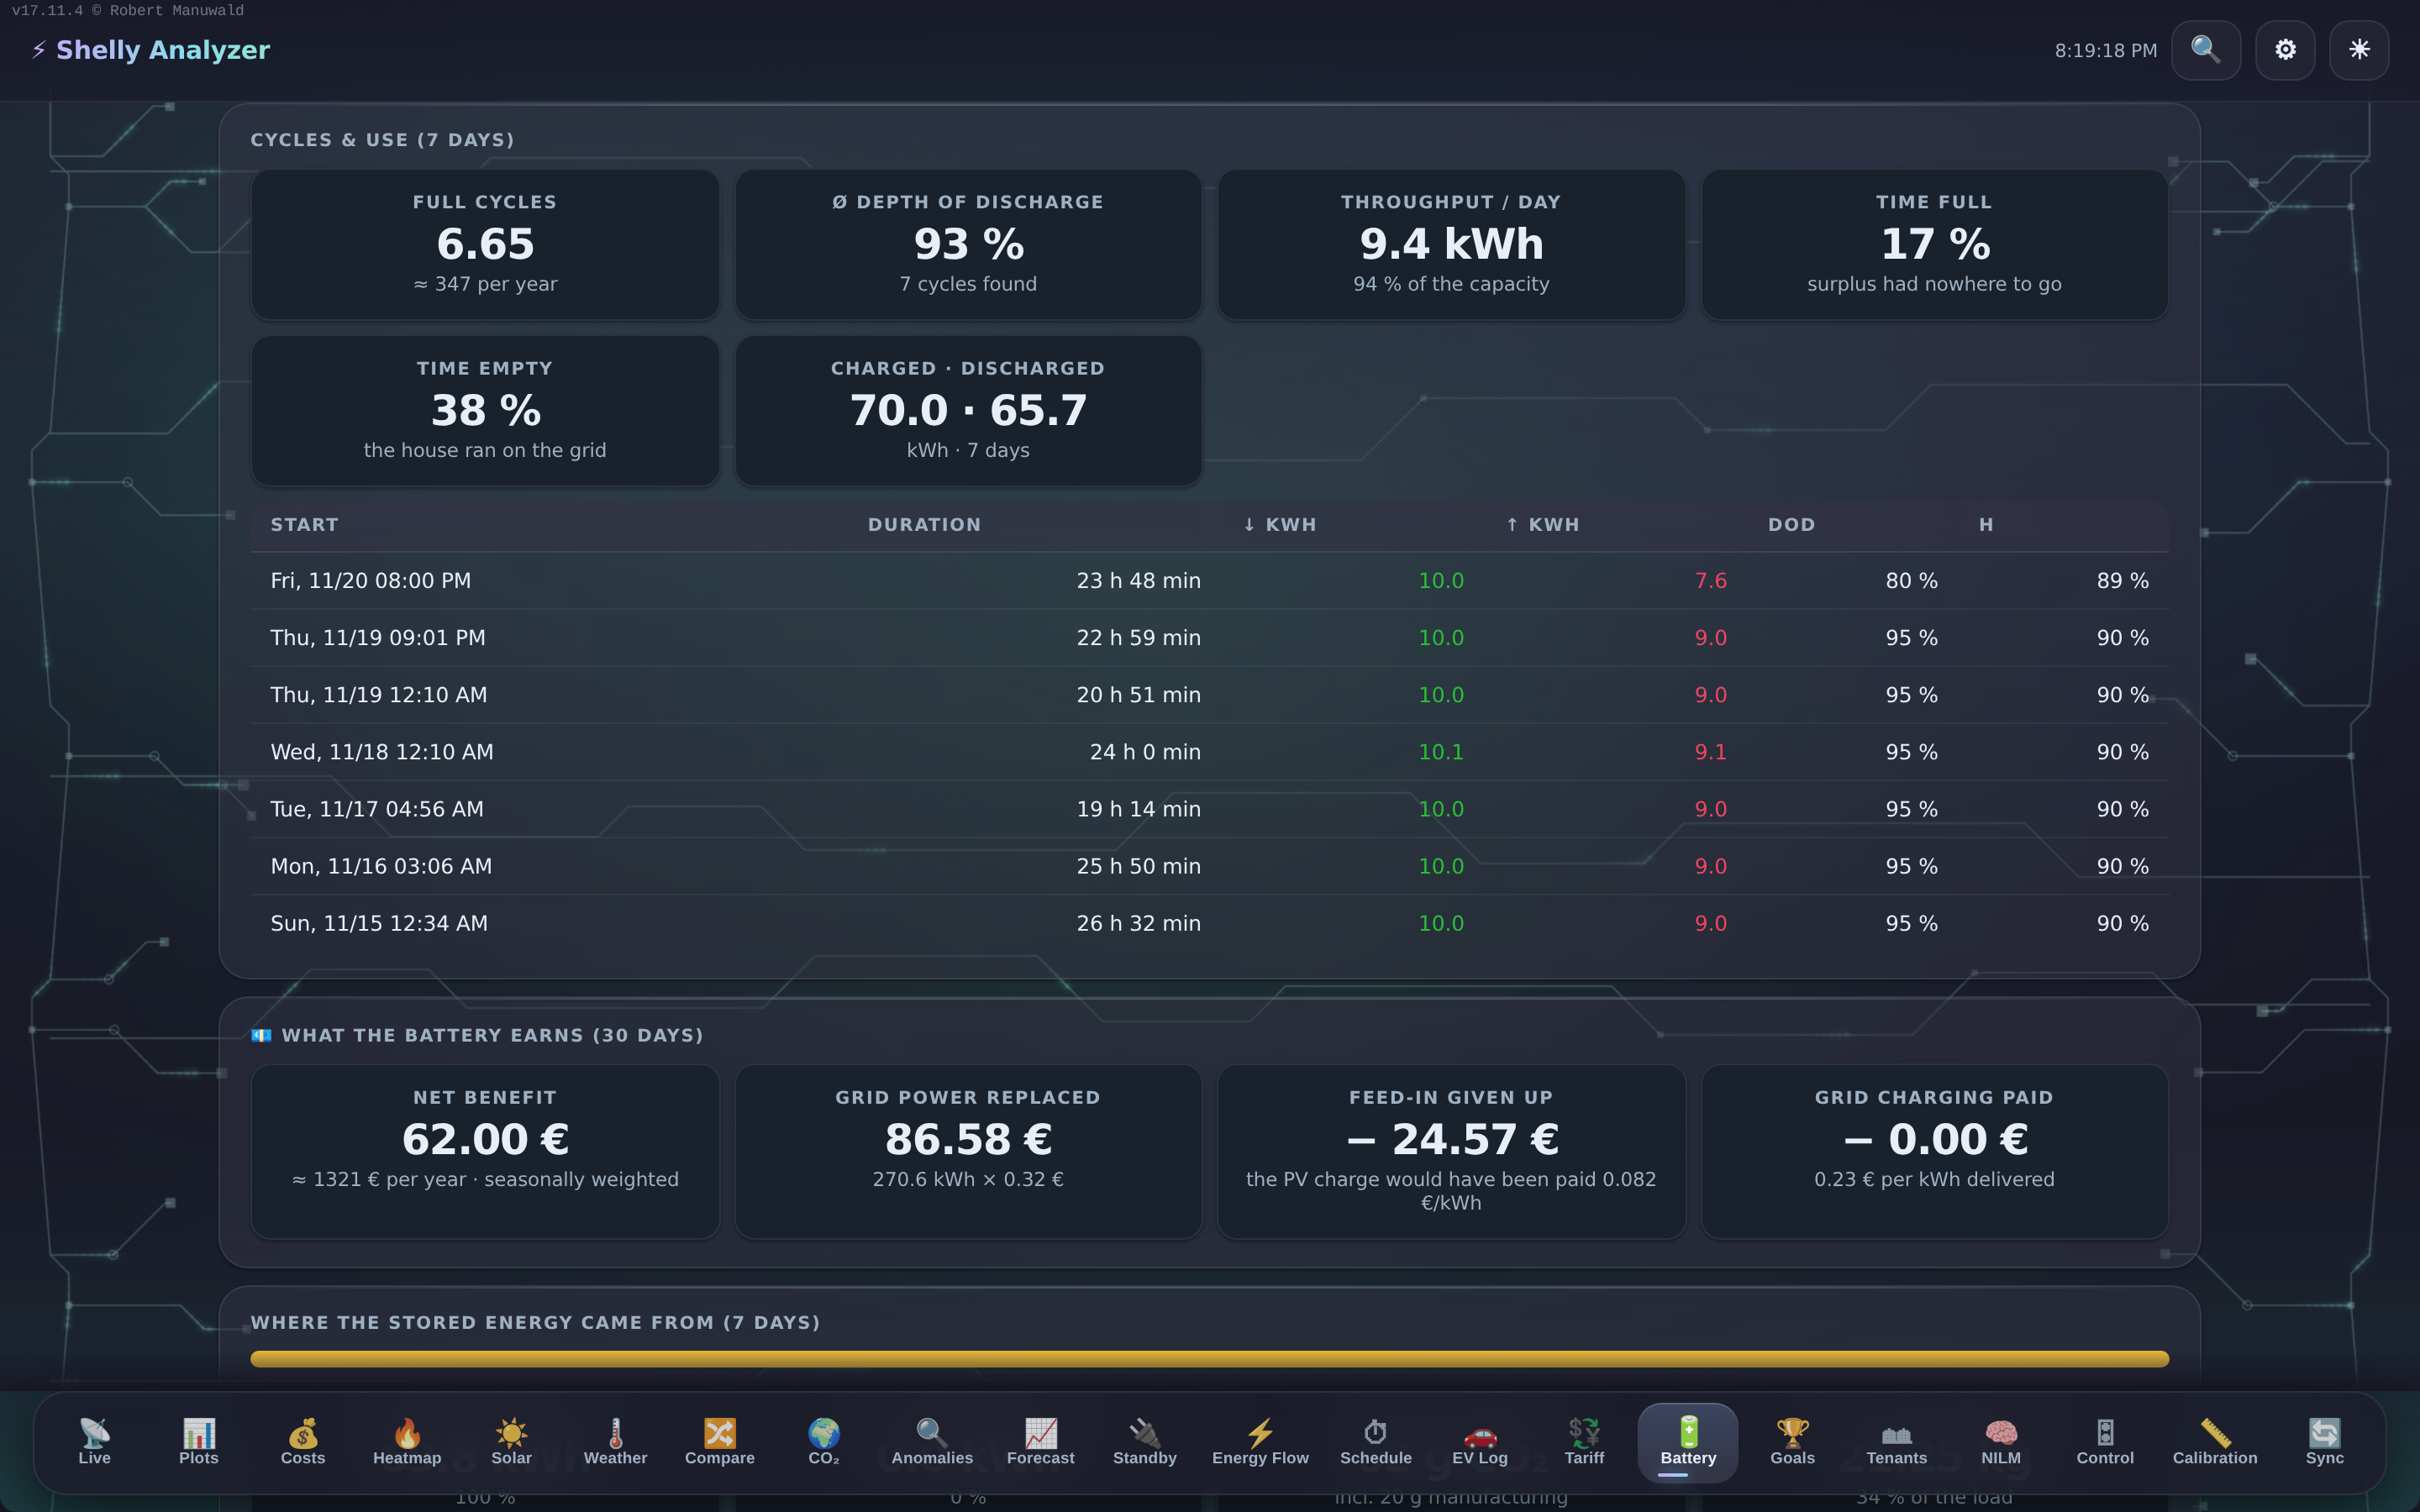 v17.11.4 © Robert Manuwald
⚡ Shelly Analyzer
8:19:18 PM
CYCLES & USE (7 DAYS)
FULL CYCLES
6.65
≈ 347 per year
Ø DEPTH OF DISCHARGE
93 %
7 cycles found
THROUGHPUT / DAY
9.4 kWh
94 % of the capacity
TIME FULL
17 %
surplus had nowhere to go
TIME EMPTY
38 %
the house ran on the grid
CHARGED · DISCHARGED
70.0 · 65.7
kWh · 7 days
START DURATION ↓ KWH ↑ KWH DOD Η
Fri, 11/20 08:00 PM 23 h 48 min 10.0 7.6 80 % 89 %
Thu, 11/19 09:01 PM 22 h 59 min 10.0 9.0 95 % 90 %
Thu, 11/19 12:10 AM 20 h 51 min 10.0 9.0 95 % 90 %
Wed, 11/18 12:10 AM 24 h 0 min 10.1 9.1 95 % 90 %
Tue, 11/17 04:56 AM 19 h 14 min 10.0 9.0 95 % 90 %
Mon, 11/16 03:06 AM 25 h 50 min 10.0 9.0 95 % 90 %
Sun, 11/15 12:34 AM 26 h 32 min 10.0 9.0 95 % 90 %
💶 WHAT THE BATTERY EARNS (30 DAYS)
NET BENEFIT
62.00 €
≈ 1321 € per year · seasonally weighted
GRID POWER REPLACED
86.58 €
270.6 kWh × 0.32 €
FEED-IN GIVEN UP
− 24.57 €
the PV charge would have been paid 0.082
€/kWh
GRID CHARGING PAID
− 0.00 €
0.23 € per kWh delivered
WHERE THE STORED ENERGY CAME FROM (7 DAYS)
Live
Plots
Costs
Heatmap
Solar
Weather
Compare
CO₂
Anomalies
Forecast
Standby
Energy Flow
Schedule
EV Log
Tariff
Battery
Goals
Tenants
NILM
Control
Calibration
Sync
100 %
0 %
incl. 20 g manufacturing
34 % of the load